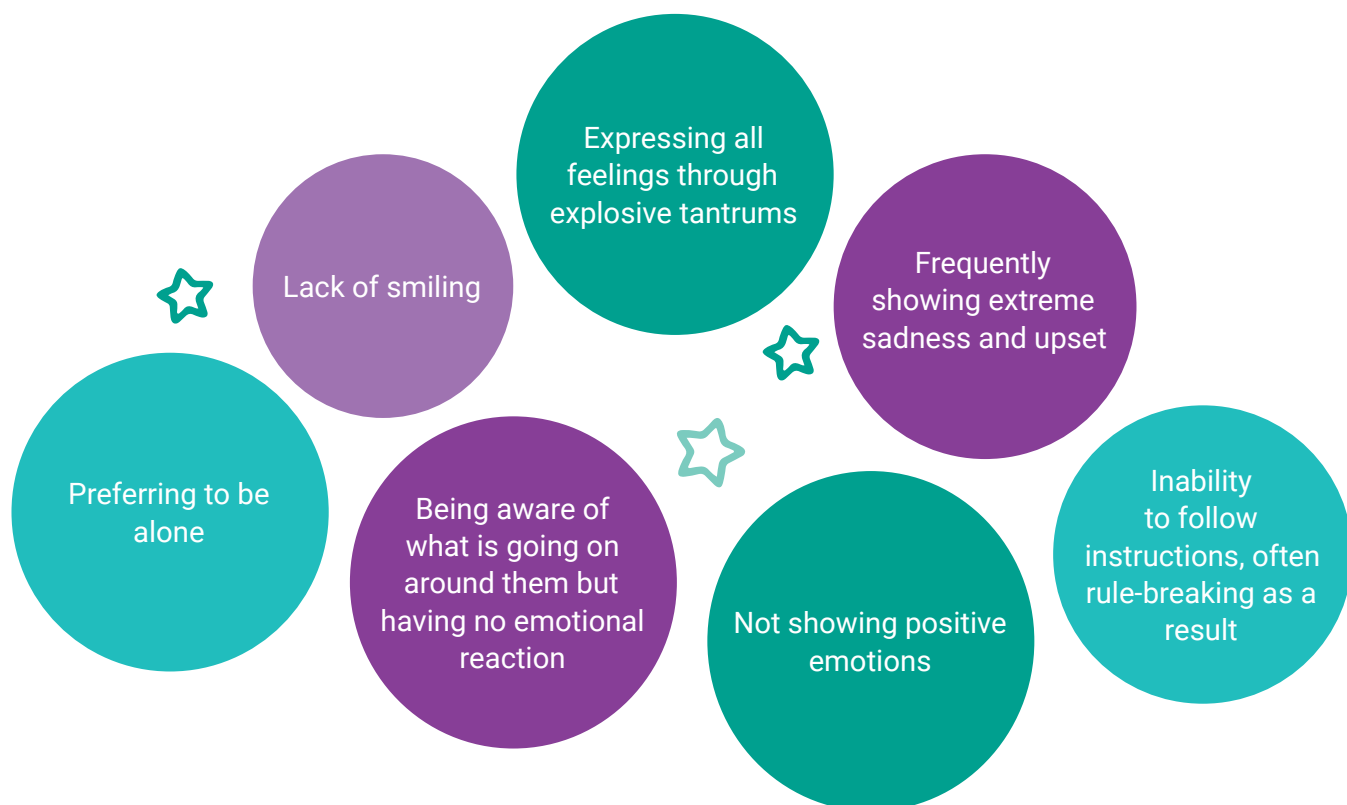 Expressing all
feelings through
explosive tantrums
Lack of smiling
Frequently
showing extreme
sadness and upset
Preferring to be
alone
Being aware of
what is going on
around them but
having no emotional
reaction
Not showing positive
emotions
Inability
to follow
instructions, often
rule-breaking as a
result